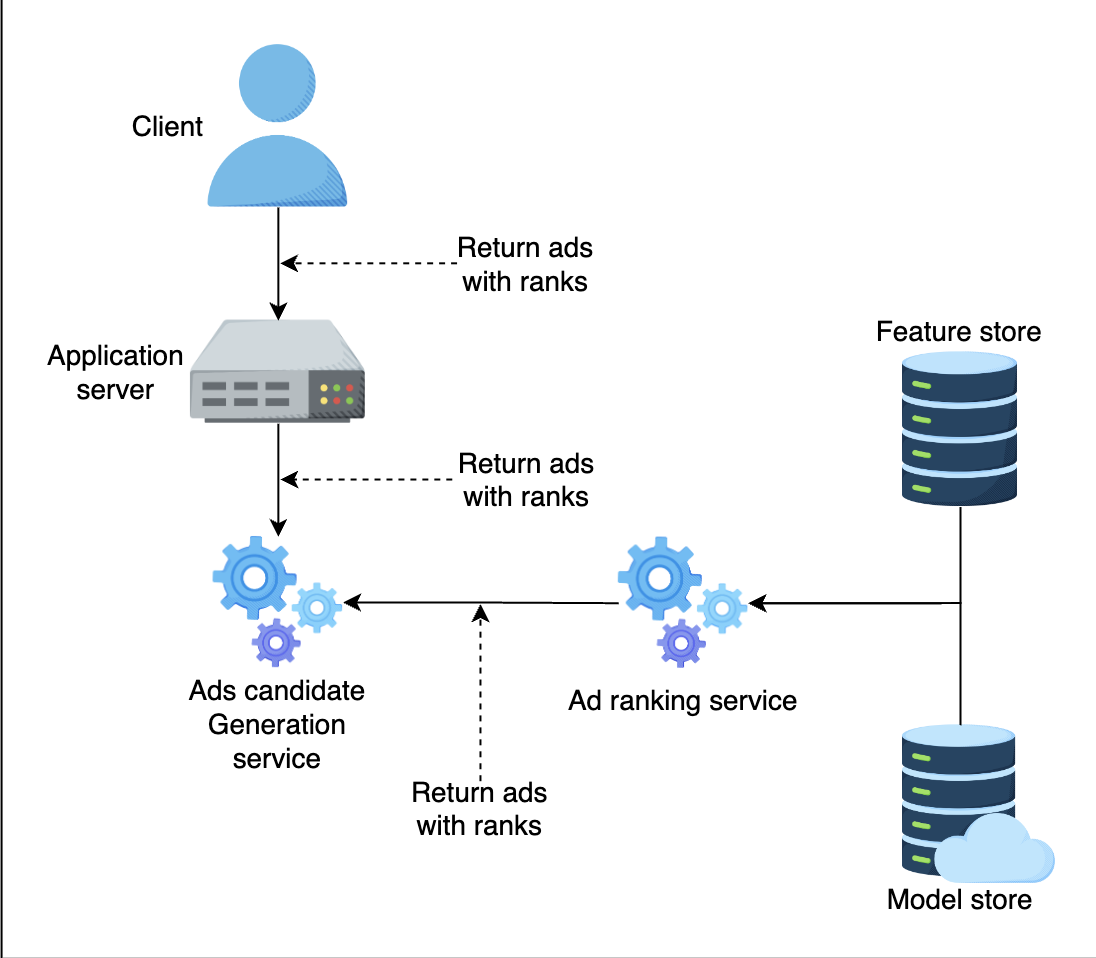 Client
Return ads
with ranks
Application
server
Feature store
Return ads
with ranks
Ads candidate
Generation
service
Ad ranking service
Return ads
with ranks
Model store